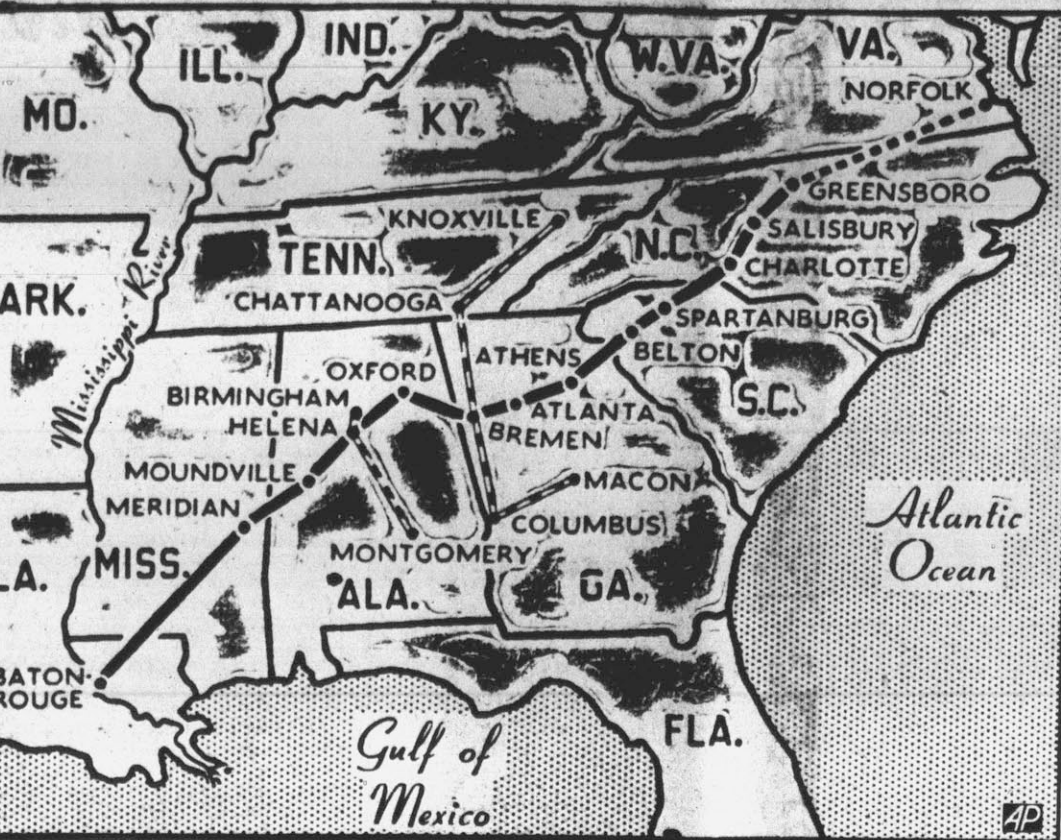 ILL.
IND.
W.VA.
VA.
MO.
KY.
NORFOLK
GREENSBORO
KNOXVILLE
SALISBURY
TENN.
N.C.
CHARLOTTE
ARK.
Mississippi River
CHATTANOOGA
SPARTANBURG
ATHENS
BELTON
OXFORD
BIRMINGHAM
S.C.
HELENA
ATLANTA
BREMEN
MOUNDVILLE
MACON
MERIDIAN
COLUMBUS
Atlantic
Ocean
MONTGOMERY
LA.
MISS.
ALA.
GA.
BATON-
ROUGE
FLA.
Gulf of
Mexico
AP